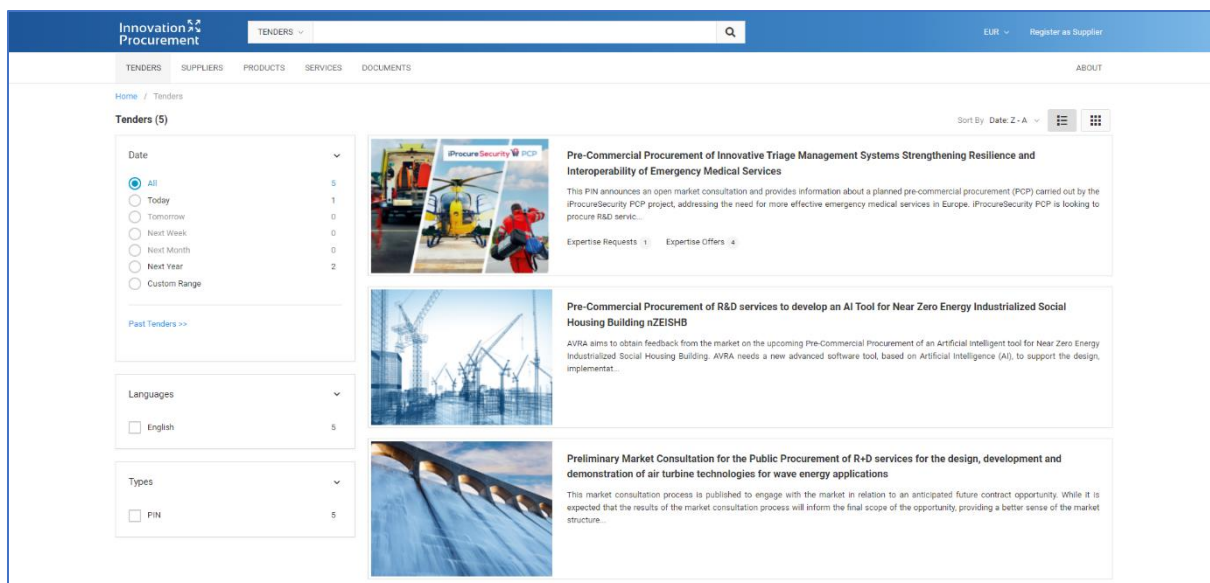 Innovation
Procurement
TENDERS
EUR
Register as Supplier
TENDERS SUPPLIERS PRODUCTS SERVICES DOCUMENTS ABOUT
Home / Tenders
Tenders (5)
Sort By Date: Z - A
Date
All 5
Today 1
Tomorrow 0
Next Week 0
Next Month 0
Next Year 2
Custom Range
Past Tenders >>
Languages
English 5
Types
PIN 5
iProcureSecurity PCP
Pre-Commercial Procurement of Innovative Triage Management Systems Strengthening Resilience and
Interoperability of Emergency Medical Services
This PIN announces an open market consultation and provides information about a planned pre-commercial procurement (PCP) carried out by the
iProcureSecurity PCP project, addressing the need for more effective emergency medical services in Europe. iProcureSecurity PCP is looking to
procure R&D servic...
Expertise Requests 1 Expertise Offers 4
Pre-Commercial Procurement of R&D services to develop an AI Tool for Near Zero Energy Industrialized Social
Housing Building nZEISHB
AVRA aims to obtain feedback from the market on the upcoming Pre-Commercial Procurement of an Artificial Intelligent tool for Near Zero Energy
Industrialized Social Housing Building. AVRA needs a new advanced software tool, based on Artificial Intelligence (AI), to support the design,
implementat...
Preliminary Market Consultation for the Public Procurement of R+D services for the design, development and
demonstration of air turbine technologies for wave energy applications
This market consultation process is published to engage with the market in relation to an anticipated future contract opportunity. While it is
expected that the results of the market consultation process will inform the final scope of the opportunity, providing a better sense of the market
structure...